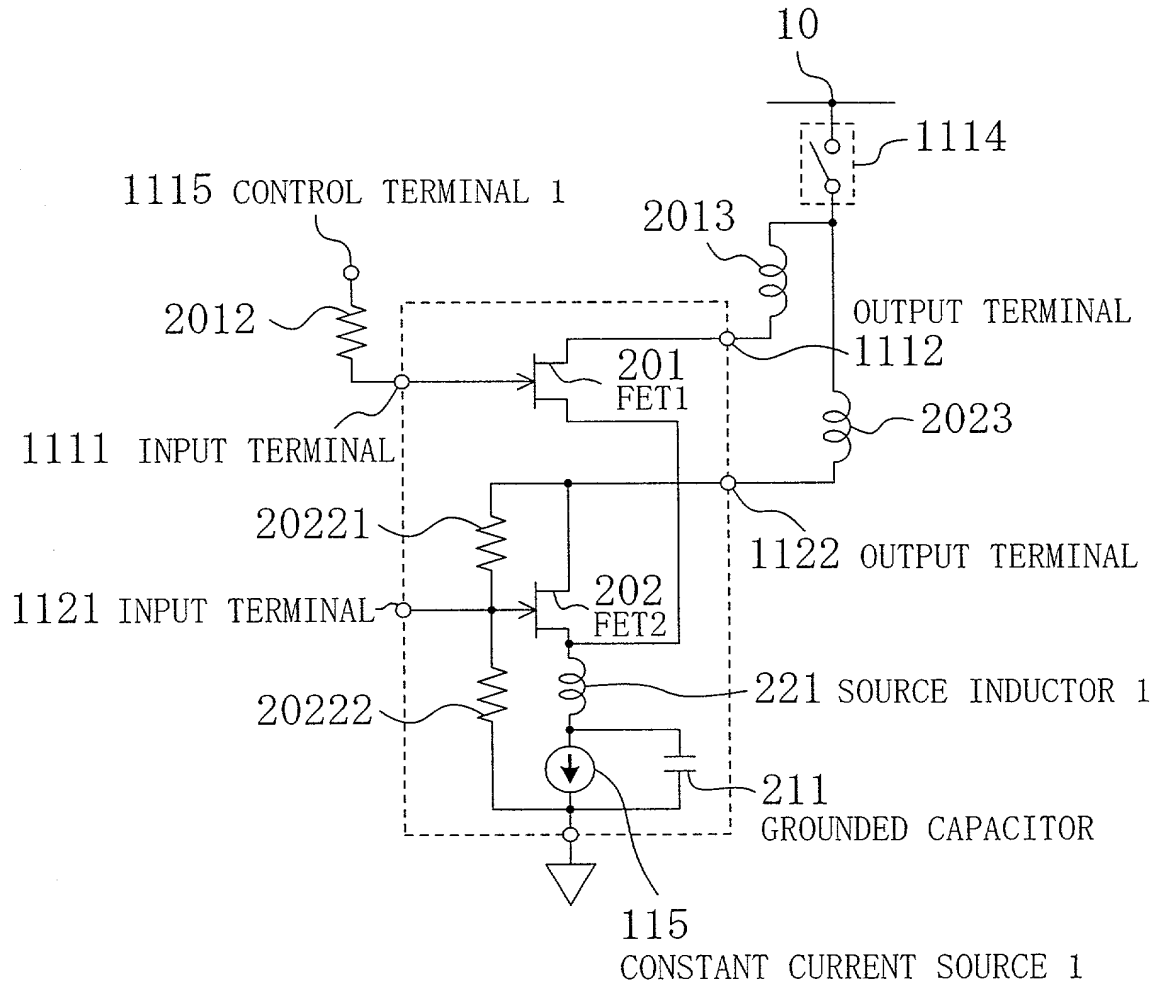 10
1114
1115 CONTROL TERMINAL 1
2013
2012
OUTPUT TERMINAL
1112
201
FET1
2023
1111 INPUT TERMINAL
20221
1122 OUTPUT TERMINAL
1121 INPUT TERMINAL
202
FET2
221 SOURCE INDUCTOR 1
20222
211
GROUNDED CAPACITOR
115
CONSTANT CURRENT SOURCE 1